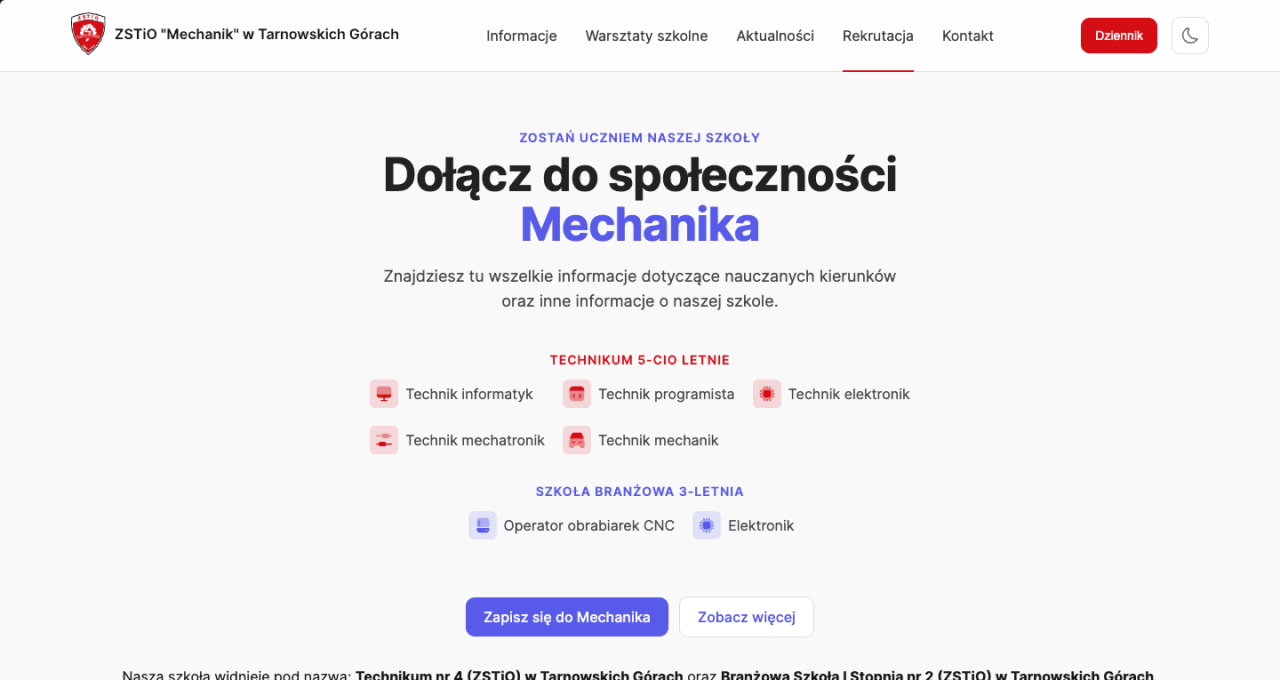 ZSTiO
ZSTiO "Mechanik" w Tarnowskich Górach
Informacje
Warsztaty szkolne
Aktualności
Rekrutacja
Kontakt
Dziennik
ZOSTAŃ UCZNIEM NASZEJ SZKOŁY
Dołącz do społeczności
Mechanika
Znajdziesz tu wszelkie informacje dotyczące nauczanych kierunków
oraz inne informacje o naszej szkole.
TECHNIKUM 5-CIO LETNIE
Technik informatyk
Technik programista
Technik elektronik
Technik mechatronik
Technik mechanik
SZKOŁA BRANŻOWA 3-LETNIA
Operator obrabiarek CNC
Elektronik
Zapisz się do Mechanika
Zobacz więcej
Nasza szkoła widnieje pod nazwą: Technikum nr 4 (ZSTiO) w Tarnowskich Górach oraz Branżowa Szkoła I Stopnia nr 2 (ZSTiO) w Tarnowskich Górach